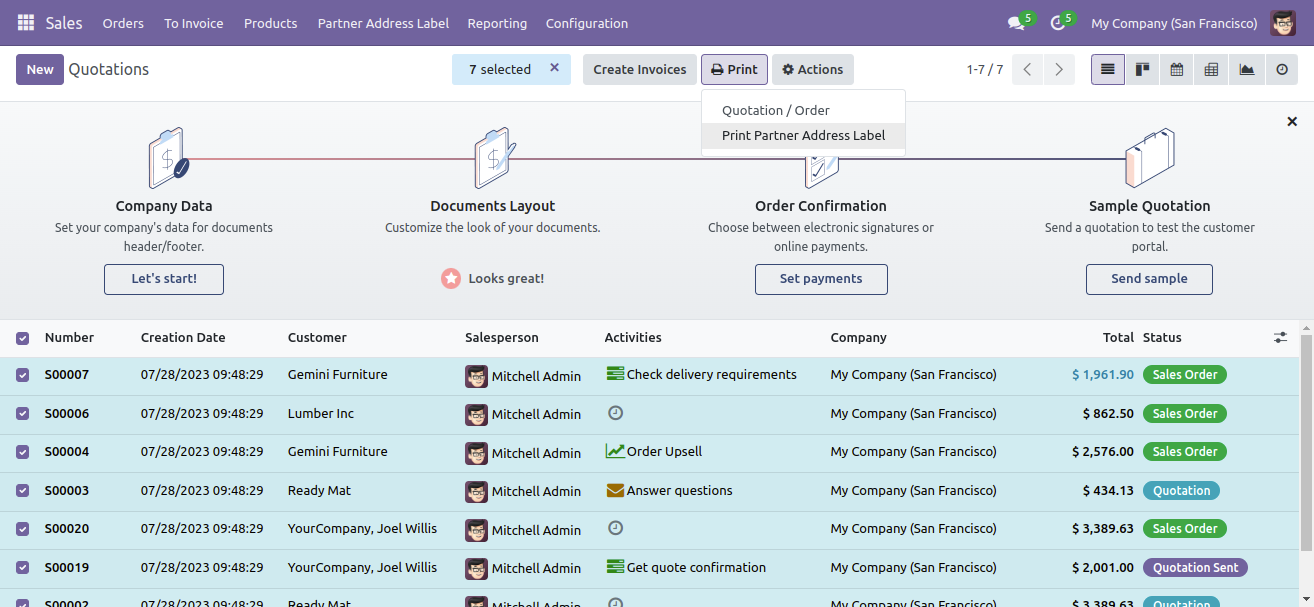 Sales Orders To Invoice Products Partner Address Label Reporting Configuration 5 5 My Company (San Francisco)
New Quotations 7 selected × Create Invoices Print Actions 1-7 / 7
Quotation / Order
Print Partner Address Label
$ $
Company Data Documents Layout Order Confirmation Sample Quotation
Set your company's data for documents Customize the look of your documents. Choose between electronic signatures or Send a quotation to test the customer
header/footer. online payments. portal.
Let's start! Looks great! Set payments Send sample
Number Creation Date Customer Salesperson Activities Company Total Status
S00007 07/28/2023 09:48:29 Gemini Furniture Mitchell Admin Check delivery requirements My Company (San Francisco) $ 1,961.90 Sales Order
S00006 07/28/2023 09:48:29 Lumber Inc Mitchell Admin My Company (San Francisco) $ 862.50 Sales Order
S00004 07/28/2023 09:48:29 Gemini Furniture Mitchell Admin Order Upsell My Company (San Francisco) $ 2,576.00 Sales Order
S00003 07/28/2023 09:48:29 Ready Mat Mitchell Admin Answer questions My Company (San Francisco) $ 434.13 Quotation
S00020 07/28/2023 09:48:29 YourCompany, Joel Willis Mitchell Admin My Company (San Francisco) $ 3,389.63 Sales Order
S00019 07/28/2023 09:48:29 YourCompany, Joel Willis Mitchell Admin Get quote confirmation My Company (San Francisco) $ 2,001.00 Quotation Sent
S00002 07/28/2023 09:48:29 Ready Mat Mitchell Admin My Company (San Francisco) $ 3,389.63 Quotation